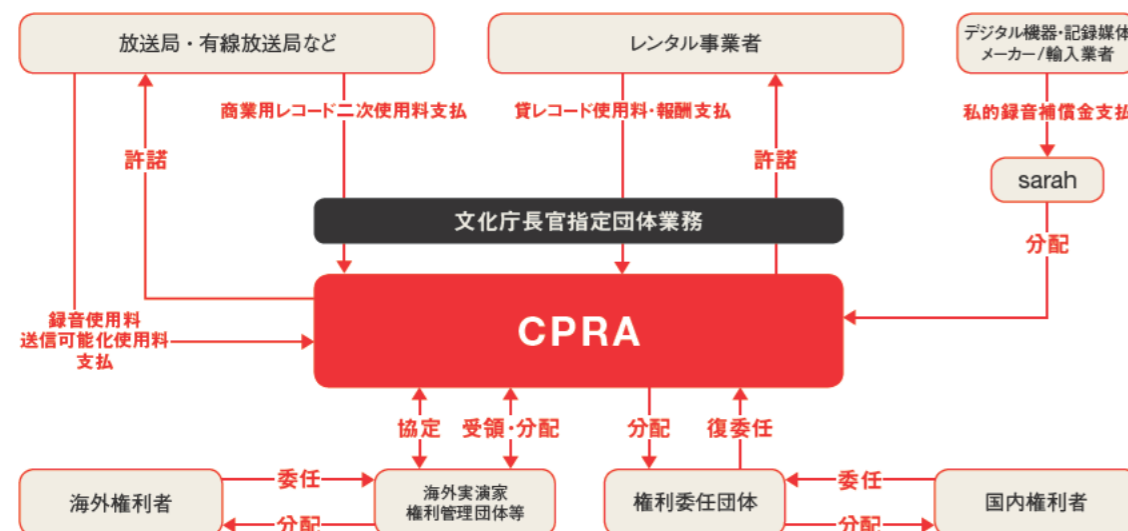 放送局・有線放送局など
レンタル事業者
デジタル機器・記録媒体
メーカー/輸入業者
商業用レコード二次使用料支払
貸レコード使用料・報酬支払
私的録音補償金支払
許諾
許諾
sarah
文化庁長官指定団体業務
分配
CPRA
録音使用料
送信可能化使用料
支払
協定
受領・分配
分配
復委任
海外権利者
委任
分配
海外実演家
権利管理団体等
権利委任団体
委任
分配
国内権利者